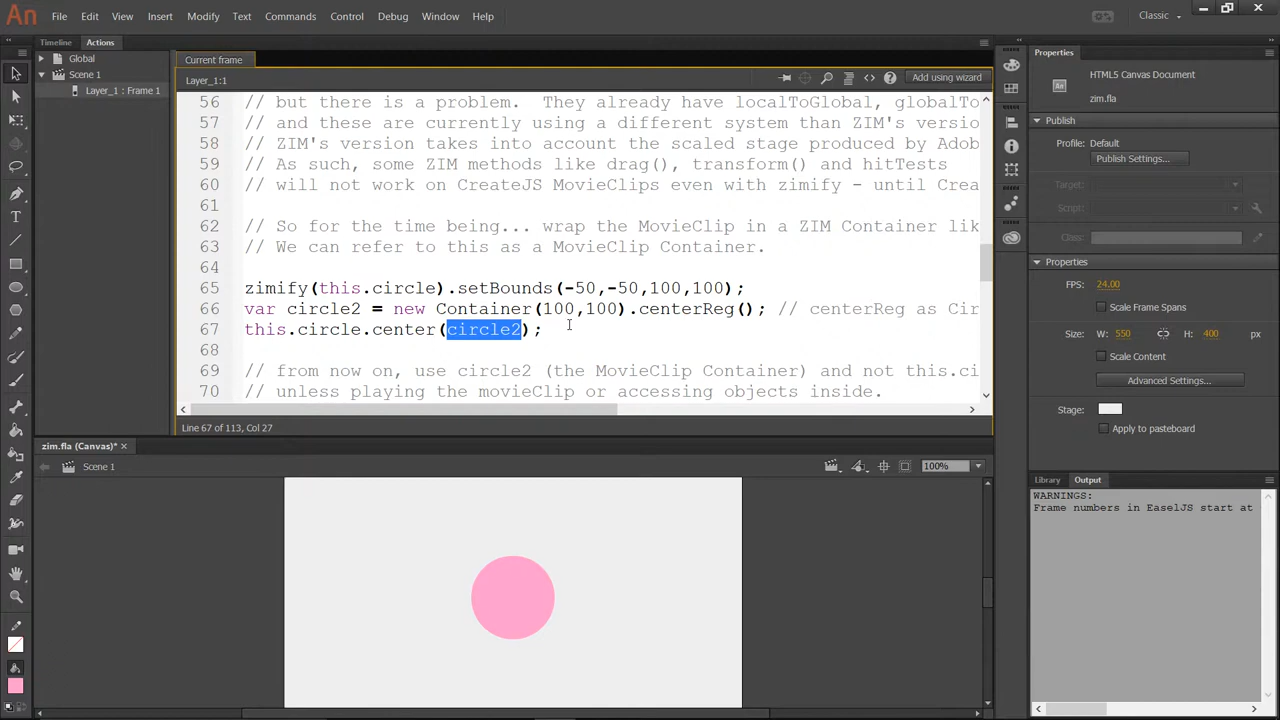 An File Edit View Insert Modify Text Commands Control Debug Window Help Classic
Timeline Actions
Global
Scene 1
Layer_1 : Frame 1
Current frame
Layer_1:1 Add using wizard
56 // but there is a problem. They already have localToGlobal, globalTo
57 // and these are currently using a different system than ZIM's versio
58 // ZIM's version takes into account the scaled stage produced by Adob
59 // As such, some ZIM methods like drag(), transform() and hitTests
60 // will not work on CreateJS MovieClips even with zimify - until Crea
61
62 // So for the time being... wrap the MovieClip in a ZIM Container lik
63 // We can refer to this as a MovieClip Container.
64
65 zimify(this.circle).setBounds(-50,-50,100,100);
66 var circle2 = new Container(100,100).centerReg(); // centerReg as Cir
67 this.circle.center(circle2);
68
69 // from now on, use circle2 (the MovieClip Container) and not this.ci
70 // unless playing the movieClip or accessing objects inside.
Line 67 of 113, Col 27
zim.fla (Canvas)* ×
Scene 1 100%
Properties
An HTML5 Canvas Document
zim.fla
Publish
Profile: Default
Publish Settings...
Target:
Script:
Class:
Properties
FPS: 24.00
Scale Frame Spans
Size: W: 550 H: 400 px
Scale Content
Advanced Settings...
Stage:
Apply to pasteboard
Library Output
WARNINGS:
Frame numbers in EaselJS start at